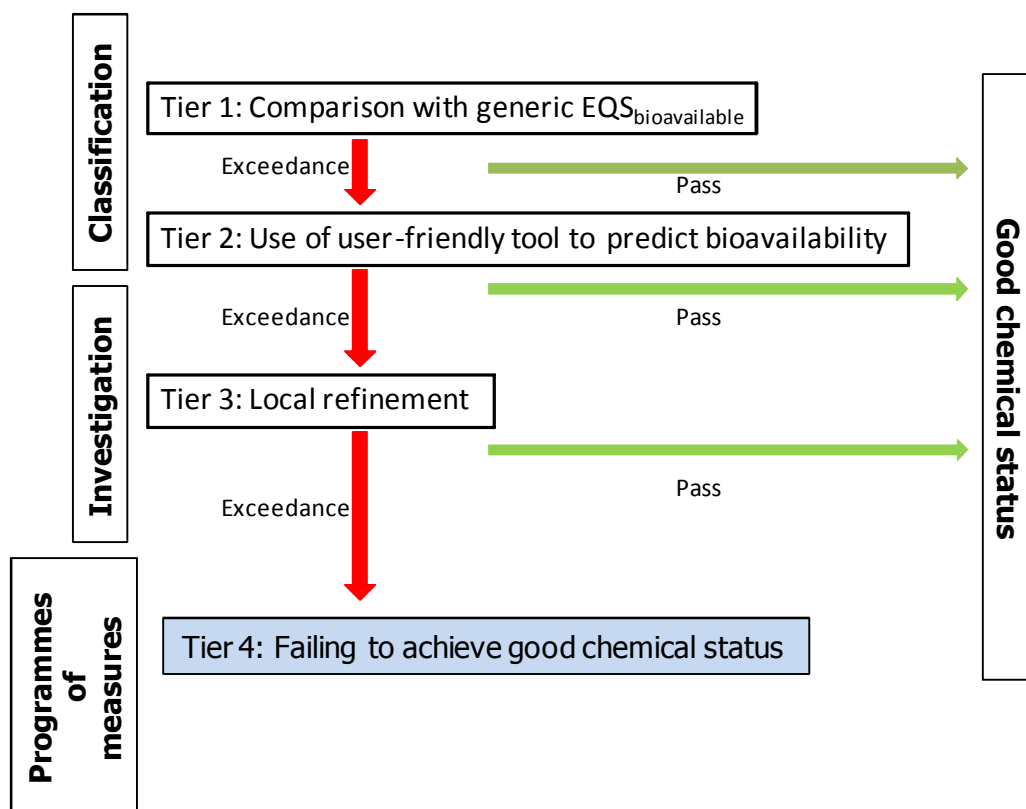 Classification
Tier 1: Comparison with generic EQSbioavailable
Exceedance
Pass
Tier 2: Use of user-friendly tool to predict bioavailability
Investigation
Exceedance
Pass
Tier 3: Local refinement
Exceedance
Pass
Programmes
of
measures
Tier 4: Failing to achieve good chemical status
Good chemical status